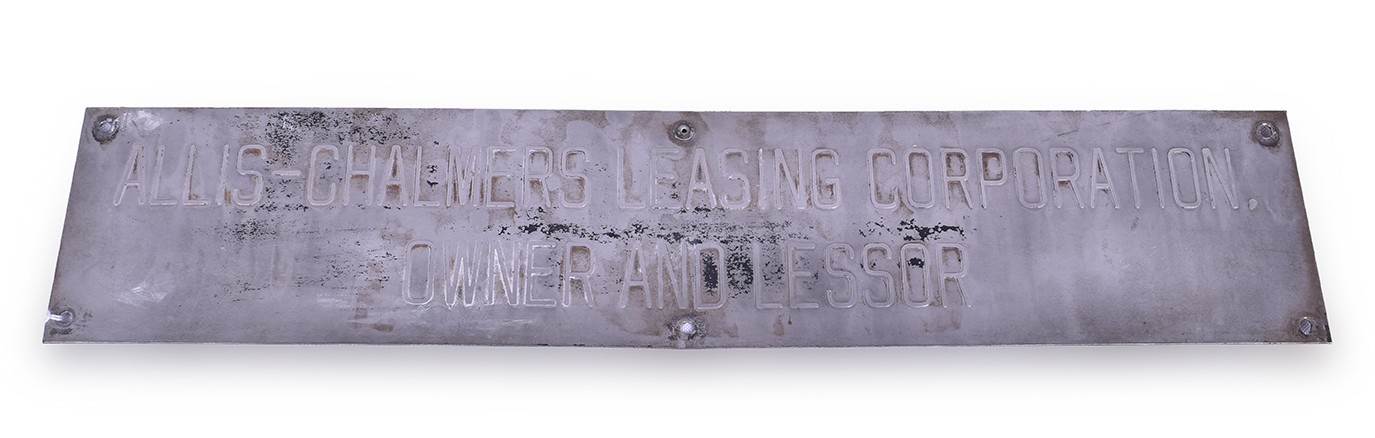 ALLIS-CHALMERS LEASING CORPORATION.
OWNER AND LESSOR